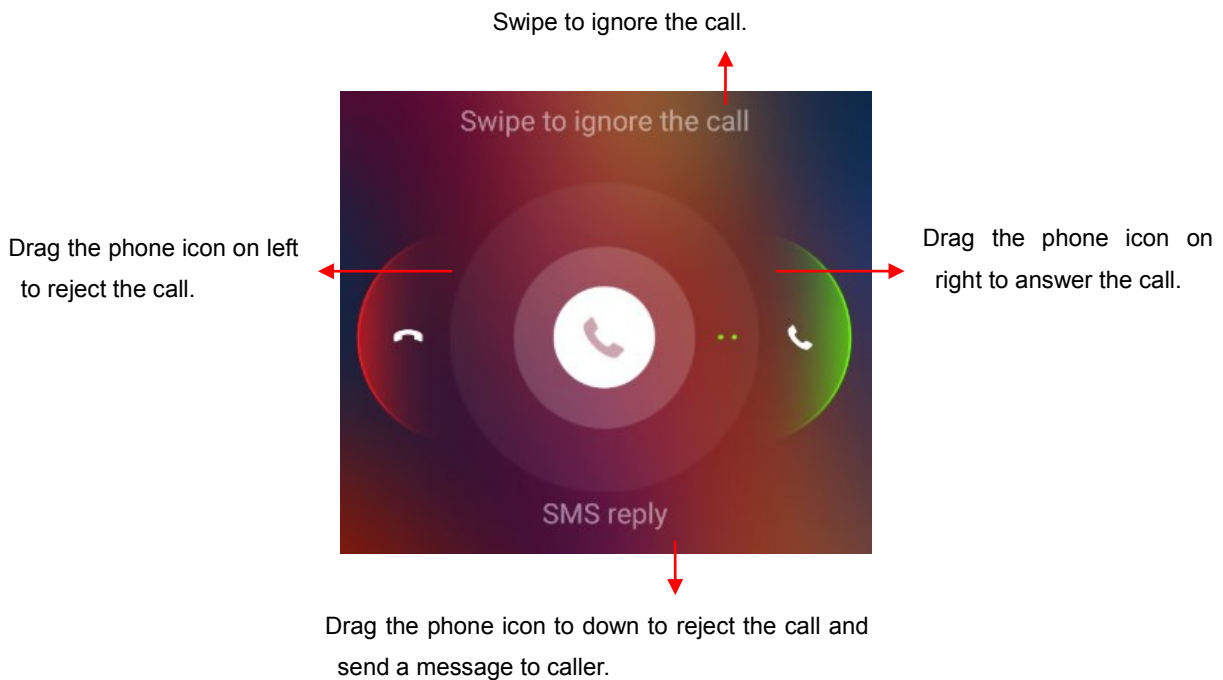 Swipe to ignore the call.
Swipe to ignore the call
Drag the phone icon on left
to reject the call.
Drag the phone icon on
right to answer the call.
SMS reply
Drag the phone icon to down to reject the call and
send a message to caller.